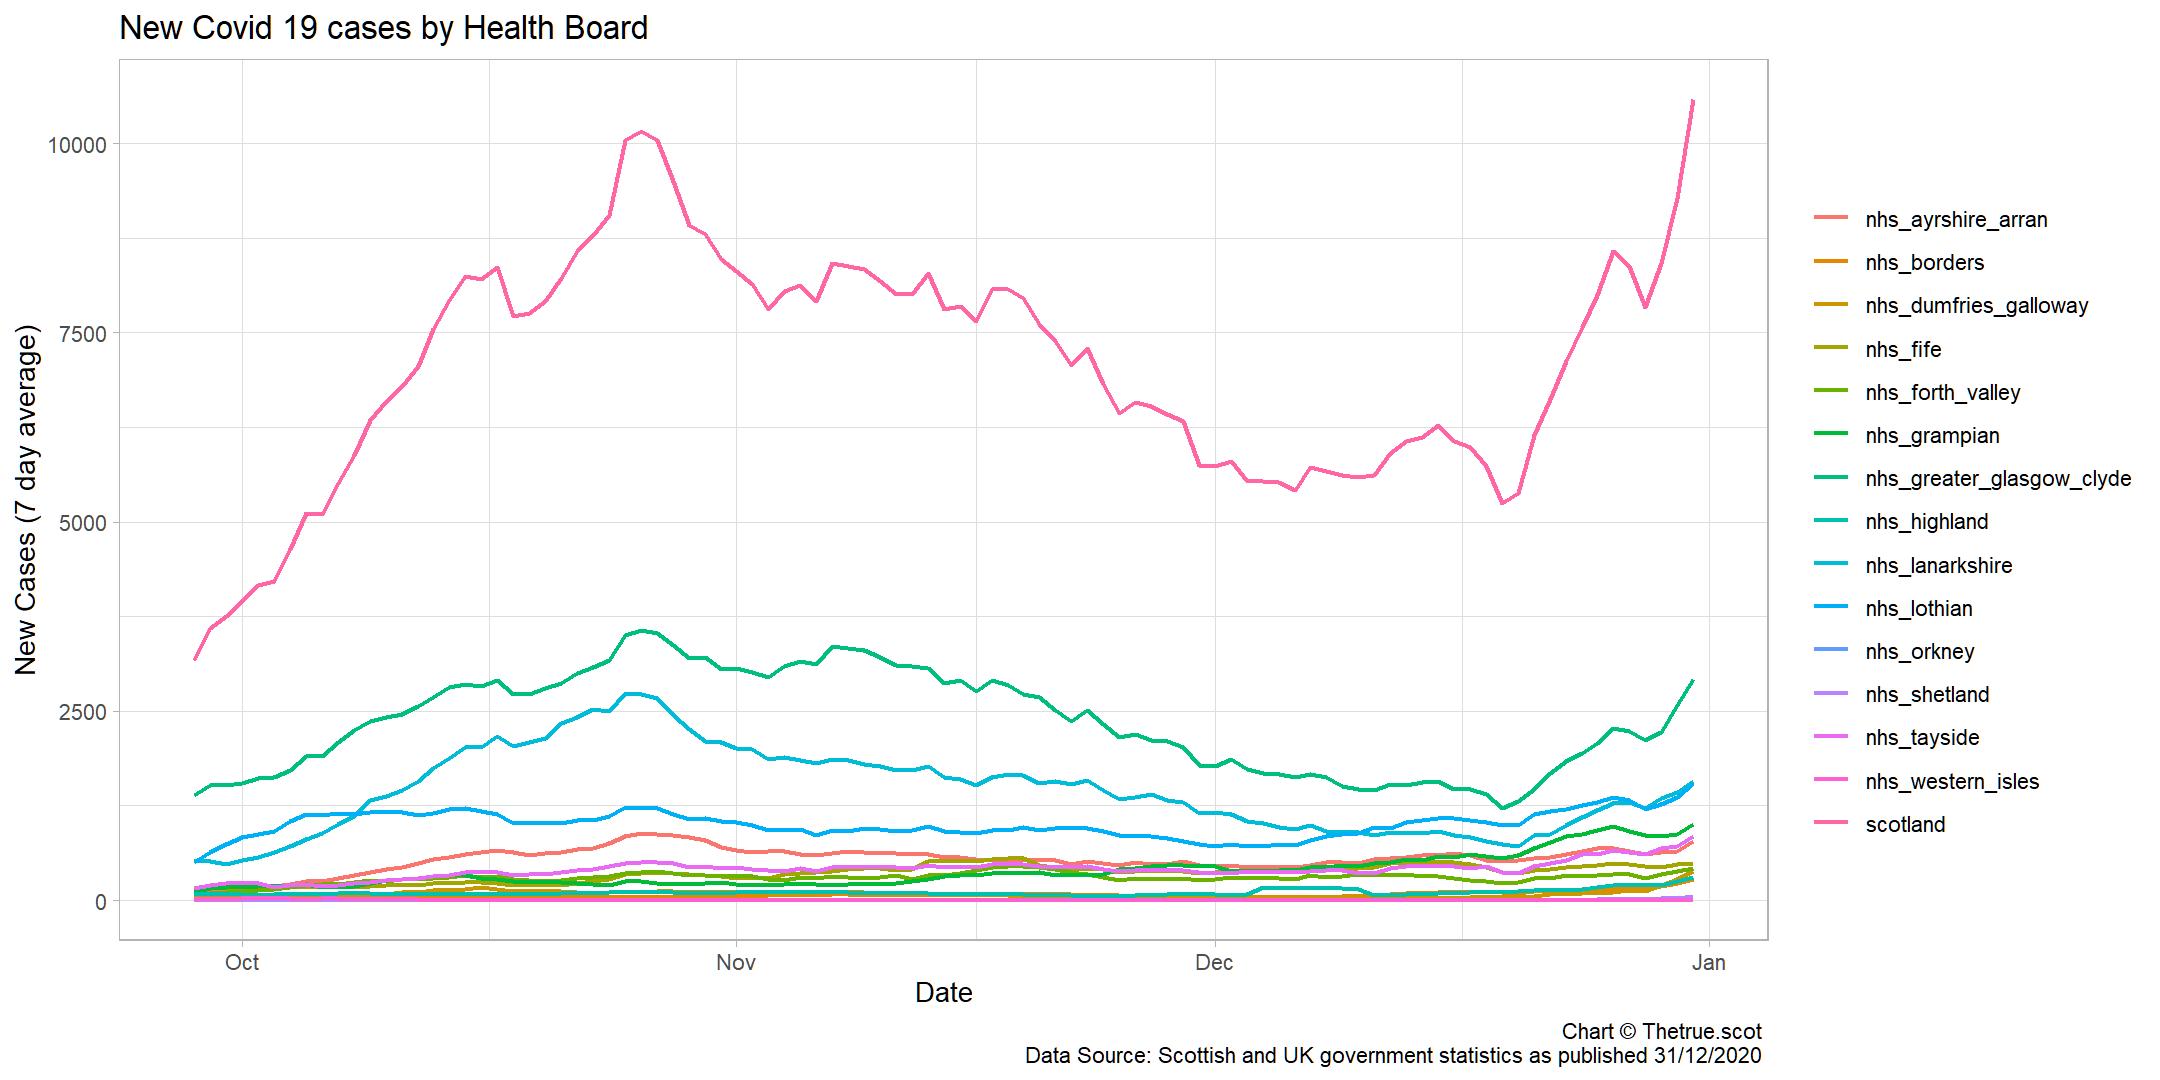 New Covid 19 cases by Health Board
New Cases (7 day average)
10000
7500
5000
2500
0
Oct
Nov
Dec
Jan
Date
nhs_ayrshire_arran
nhs_borders
nhs_dumfries_galloway
nhs_fife
nhs_forth_valley
nhs_grampian
nhs_greater_glasgow_clyde
nhs_highland
nhs_lanarkshire
nhs_lothian
nhs_orkney
nhs_shetland
nhs_tayside
nhs_western_isles
scotland
Chart © Thetrue.scot
Data Source: Scottish and UK government statistics as published 31/12/2020